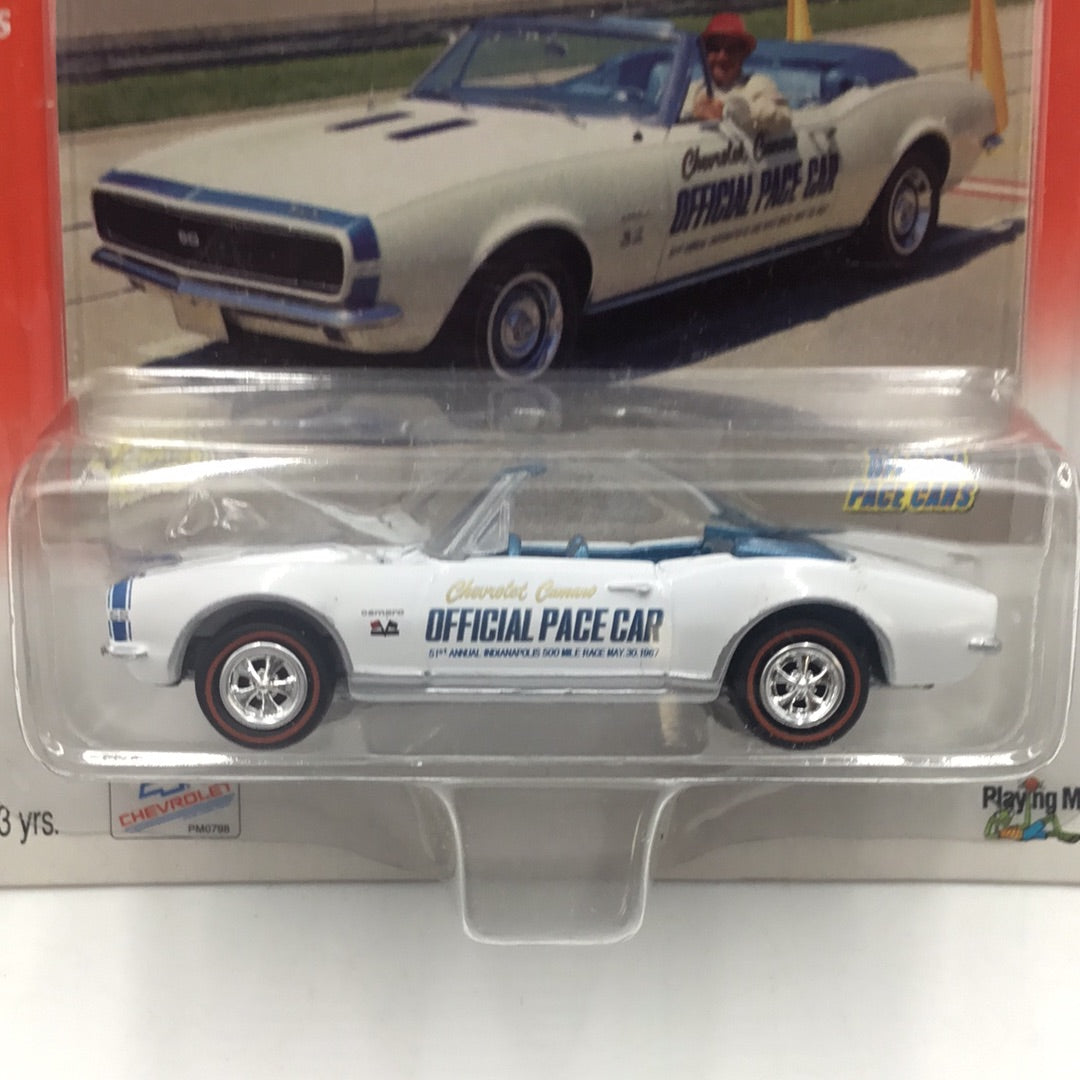 S
SS
Chevrolet Camaro
OFFICIAL PACE CAR
PACE CARS
Chevrolet Camaro
camaro
OFFICIAL PACE CAR
51st ANNUAL INDIANAPOLIS 500 MILE RACE MAY.30.1967
3 yrs.
CHEVROLET
PM0798
Playing M